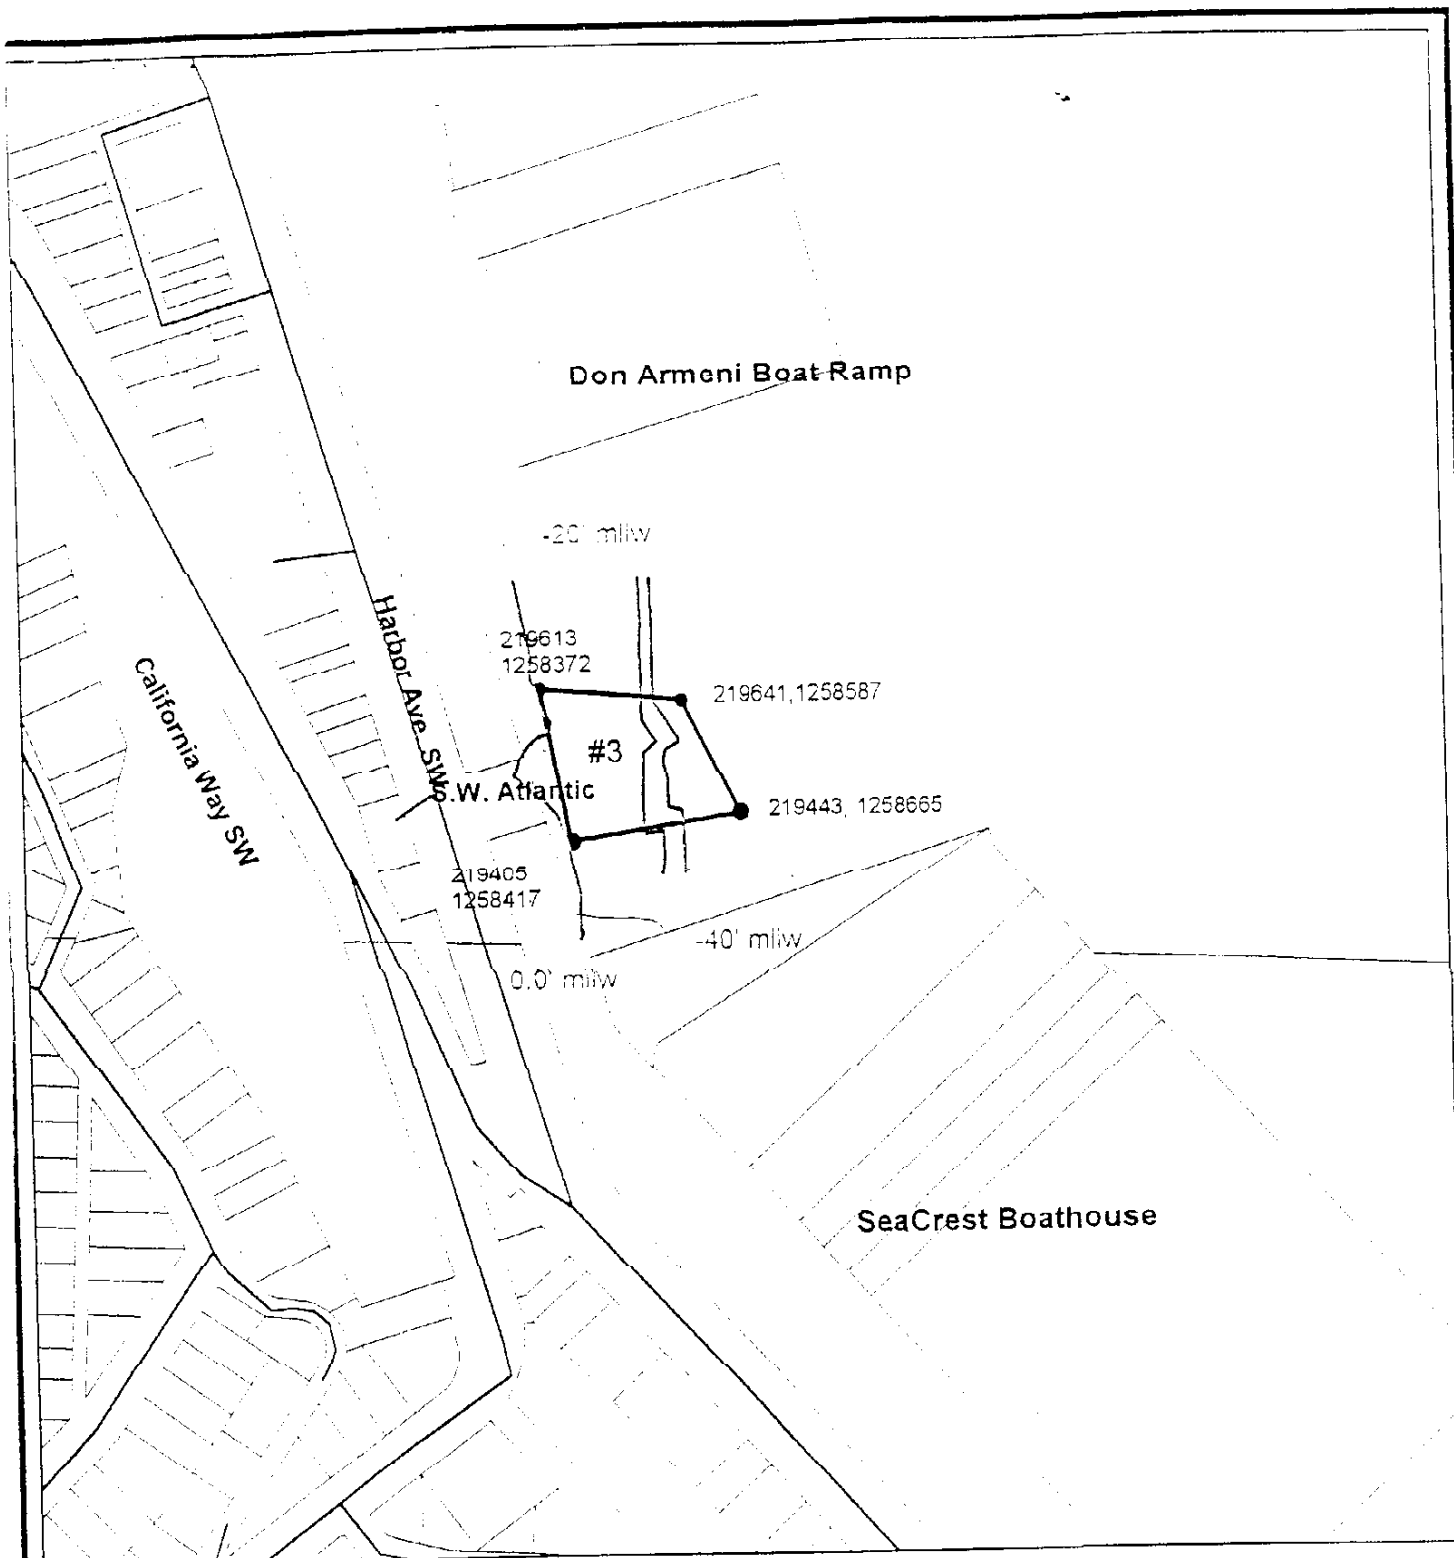 Don Armeni Boat Ramp
-20' mllw
Harbor Ave SW
219613
1258372
California Way SW
219641,1258587
#3
S.W. Atlantic
219443, 1258665
219405
1258417
-40' mllw
0.0' mllw
SeaCrest Boathouse